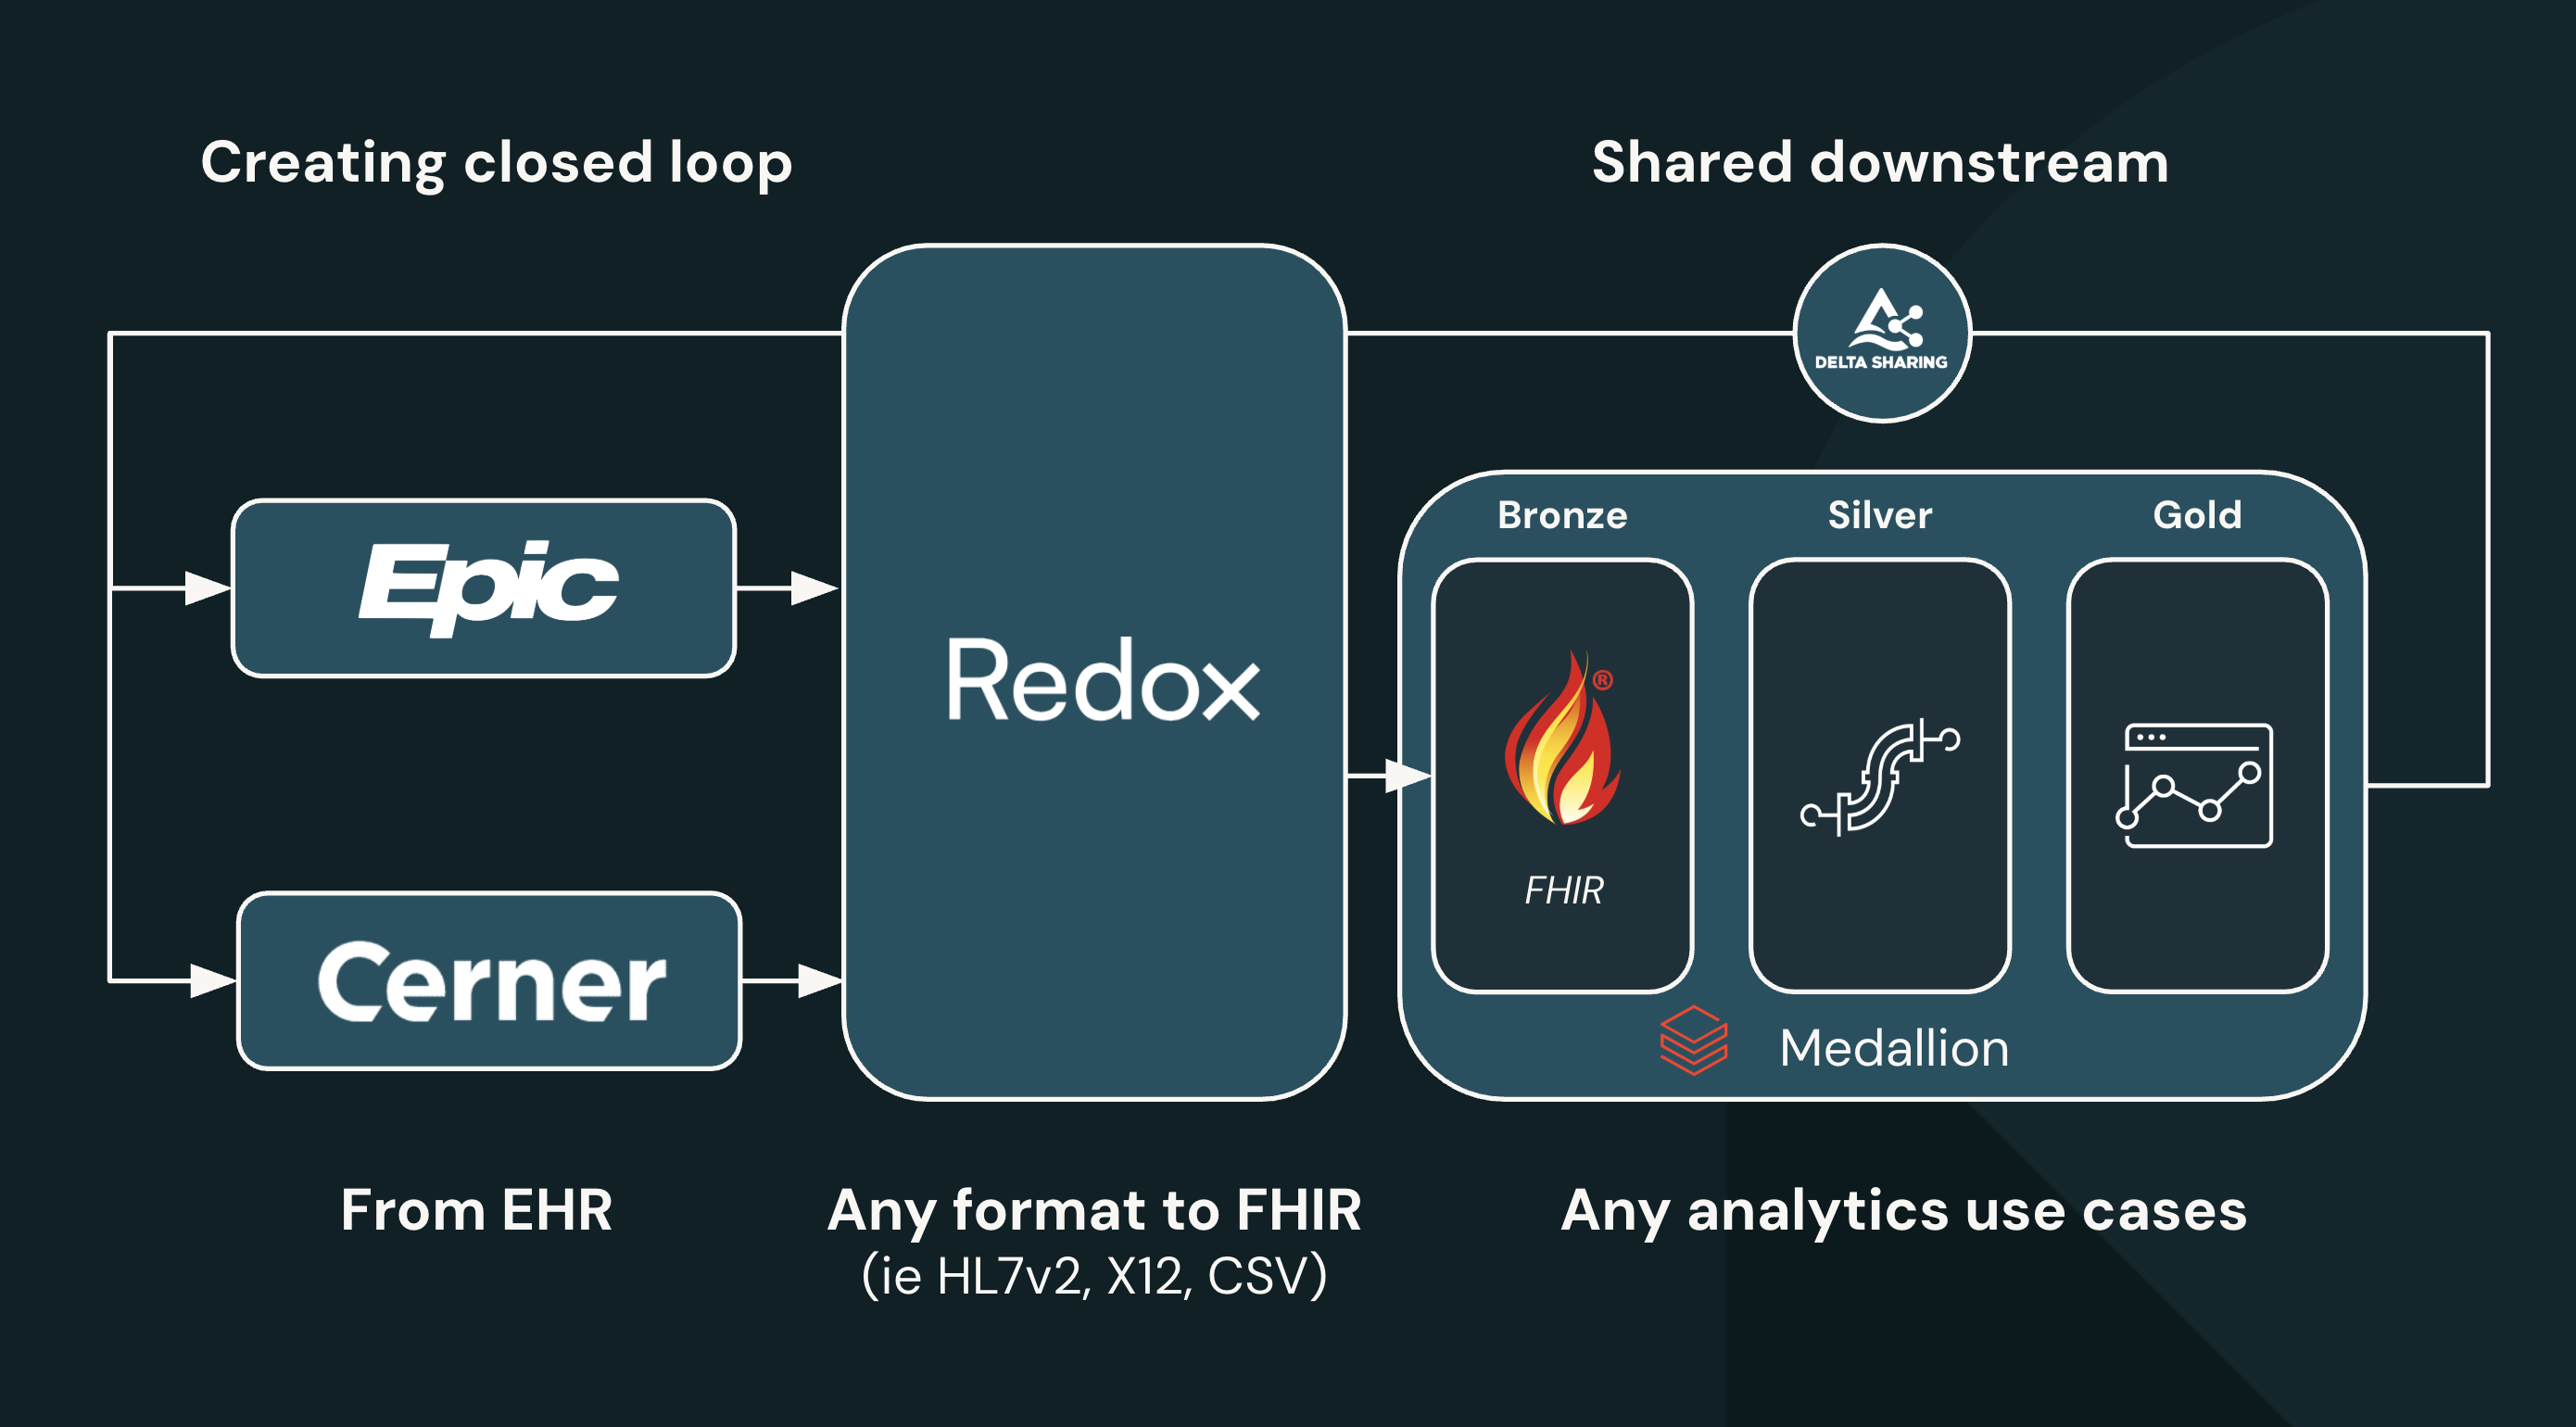 Creating closed loop
Shared downstream
DELTA SHARING
Epic
Cerner
Redox
Bronze
Silver
Gold
®
FHIR
Medallion
From EHR
Any format to FHIR
(ie HL7v2, X12, CSV)
Any analytics use cases